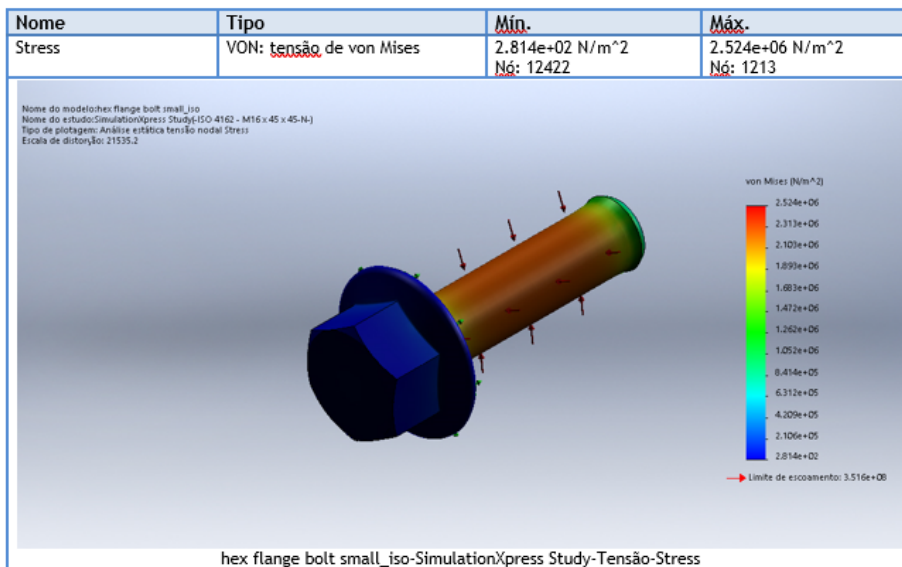 Nome Tipo Mín. Máx.
Stress VON: tensão de von Mises 2.814e+02 N/m^2 2.524e+06 N/m^2
Nó: 12422 Nó: 1213
Nome do modelo:hex flange bolt small_iso
Nome do estudo:SimulationXpress Study(-ISO 4162 - M16 x 45 x 45-N-)
Tipo de plotagem: Análise estática tensão nodal Stress
Escala de distorção: 21535.2
von Mises (N/m^2)
2.524e+06
2.313e+06
2.103e+06
1.893e+06
1.683e+06
1.472e+06
1.262e+06
1.052e+06
8.414e+05
6.312e+05
4.209e+05
2.106e+05
2.814e+02
Limite de escoamento: 3.516e+08
hex flange bolt small_iso-SimulationXpress Study-Tensão-Stress